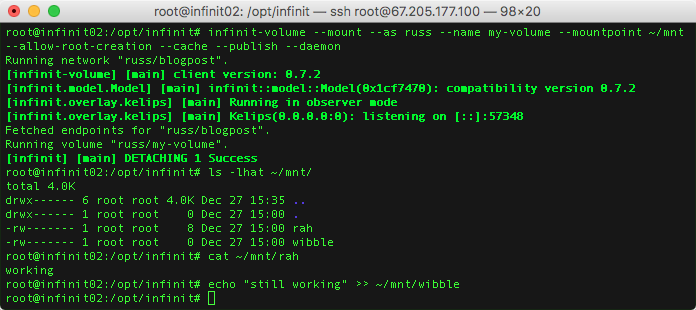 root@infinit02: /opt/infinit — ssh root@67.205.177.100 — 98×20
root@infinit02:/opt/infinit# infinit-volume --mount --as russ --name my-volume --mountpoint ~/mnt
--allow-root-creation --cache --publish --daemon
Running network "russ/blogpost".
[infinit-volume] [main] client version: 0.7.2
[infinit.model.Model] [main] infinit::model::Model(0x1cf7470): compatibility version 0.7.2
[infinit.overlay.kelips] [main] Running in observer mode
[infinit.overlay.kelips] [main] Kelips(0.0.0.0:0): listening on [::]:57348
Fetched endpoints for "russ/blogpost".
Running volume "russ/my-volume".
[infinit] [main] DETACHING 1 Success
root@infinit02:/opt/infinit# ls -lhat ~/mnt/
total 4.0K
drwx------ 6 root root 4.0K Dec 27 15:35 ..
drwx------ 1 root root    0 Dec 27 15:00 .
-rw------- 1 root root    8 Dec 27 15:00 rah
-rw------- 1 root root    0 Dec 27 15:00 wibble
root@infinit02:/opt/infinit# cat ~/mnt/rah
working
root@infinit02:/opt/infinit# echo "still working" >> ~/mnt/wibble
root@infinit02:/opt/infinit#